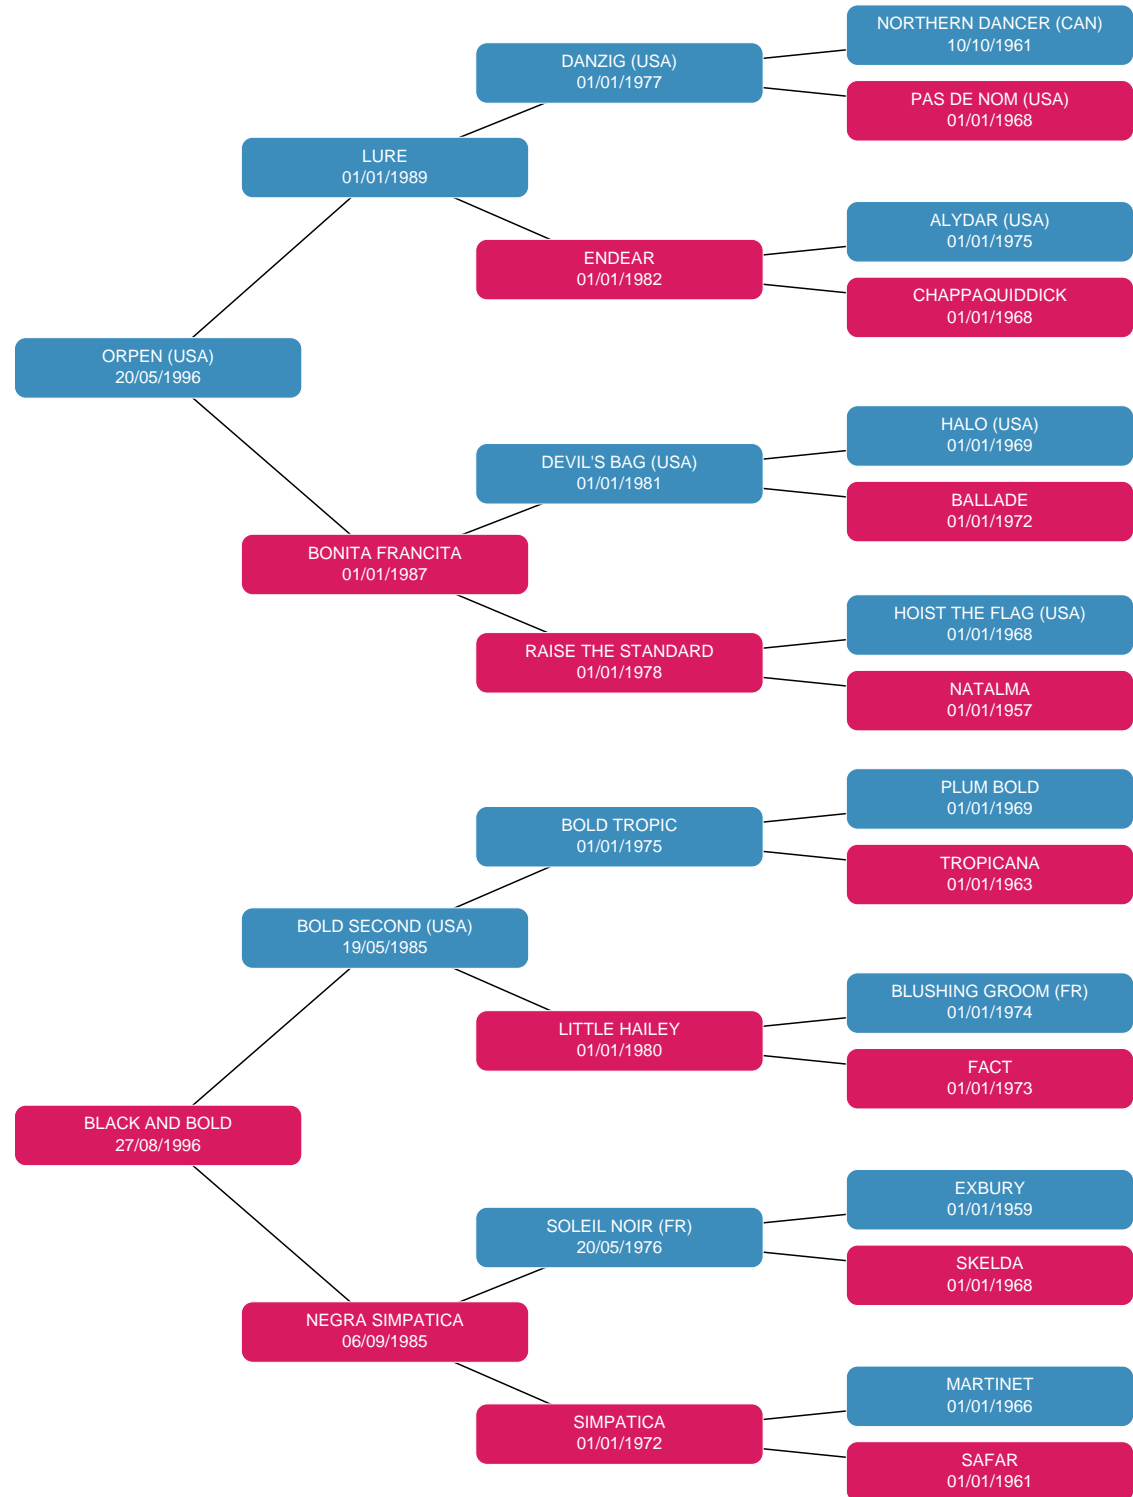 NORTHERN DANCER (CAN)
10/10/1961
DANZIG (USA)
01/01/1977
PAS DE NOM (USA)
01/01/1968
LURE
01/01/1989
ALYDAR (USA)
01/01/1975
ENDEAR
01/01/1982
CHAPPAQUIDDICK
01/01/1968
ORPEN (USA)
20/05/1996
HALO (USA)
01/01/1969
DEVIL'S BAG (USA)
01/01/1981
BALLADE
01/01/1972
BONITA FRANCITA
01/01/1987
HOIST THE FLAG (USA)
01/01/1968
RAISE THE STANDARD
01/01/1978
NATALMA
01/01/1957
PLUM BOLD
01/01/1969
BOLD TROPIC
01/01/1975
TROPICANA
01/01/1963
BOLD SECOND (USA)
19/05/1985
BLUSHING GROOM (FR)
01/01/1974
LITTLE HAILEY
01/01/1980
FACT
01/01/1973
BLACK AND BOLD
27/08/1996
EXBURY
01/01/1959
SOLEIL NOIR (FR)
20/05/1976
SKELDA
01/01/1968
NEGRA SIMPATICA
06/09/1985
MARTINET
01/01/1966
SIMPATICA
01/01/1972
SAFAR
01/01/1961